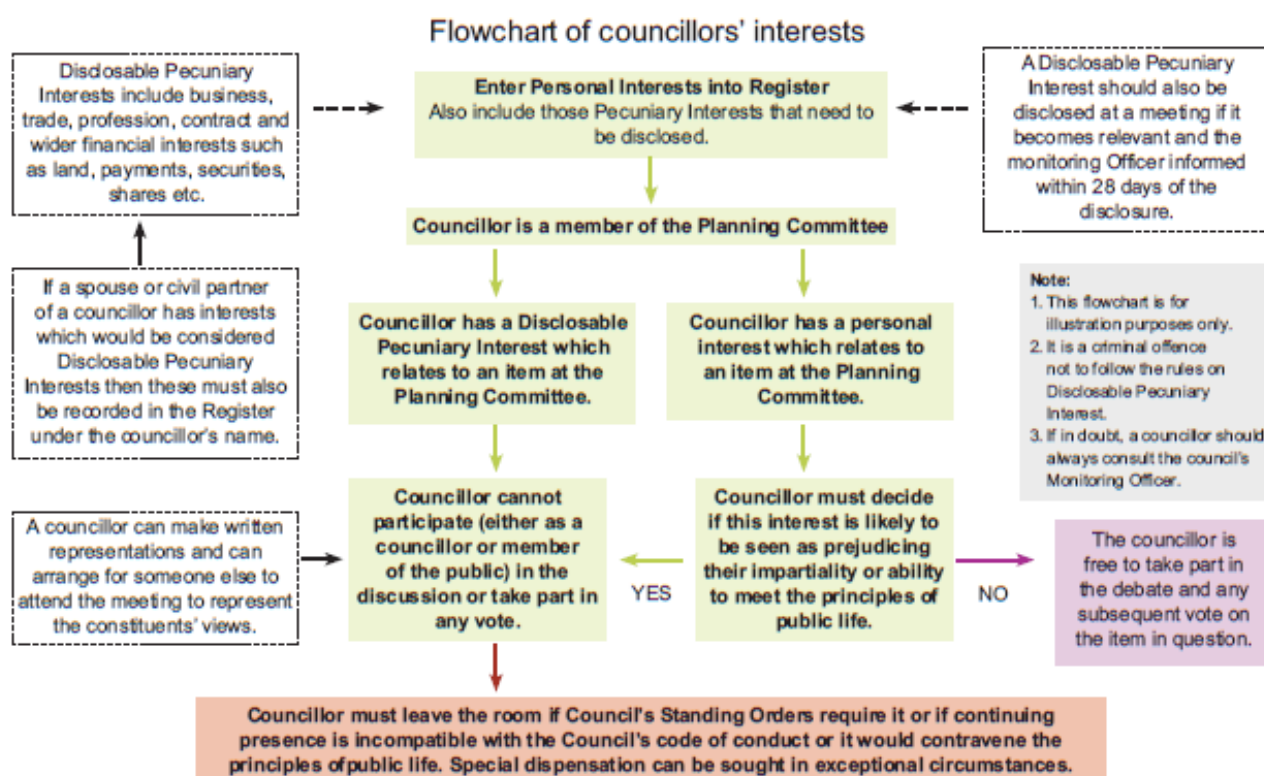 Flowchart of councillors' interests
Disclosable Pecuniary
Interests include business,
trade, profession, contract and
wider financial interests such
as land, payments, securities,
shares etc.
Enter Personal Interests into Register
Also include those Pecuniary Interests that need to
be disclosed.
A Disclosable Pecuniary
Interest should also be
disclosed at a meeting if it
becomes relevant and the
monitoring Officer informed
within 28 days of the
disclosure.
Councillor is a member of the Planning Committee
If a spouse or civil partner
of a councillor has interests
which would be considered
Disclosable Pecuniary
Interests then these must also
be recorded in the Register
under the councillor's name.
Councillor has a Disclosable
Pecuniary Interest which
relates to an item at the
Planning Committee.
Councillor has a personal
interest which relates to
an item at the Planning
Committee.
Note:
1. This flowchart is for
illustration purposes only.
2. It is a criminal offence
not to follow the rules on
Disclosable Pecuniary
Interest.
3. If in doubt, a councillor should
always consult the council's
Monitoring Officer.
A councillor can make written
representations and can
arrange for someone else to
attend the meeting to represent
the constituents' views.
Councillor cannot
participate (either as a
councillor or member
of the public) in the
discussion or take part in
any vote.
YES
Councillor must decide
if this interest is likely to
be seen as prejudicing
their impartiality or ability
to meet the principles of
public life.
NO
The councillor is
free to take part in
the debate and any
subsequent vote on
the item in question.
Councillor must leave the room if Council's Standing Orders require it or if continuing
presence is incompatible with the Council's code of conduct or it would contravene the
principles of public life. Special dispensation can be sought in exceptional circumstances.